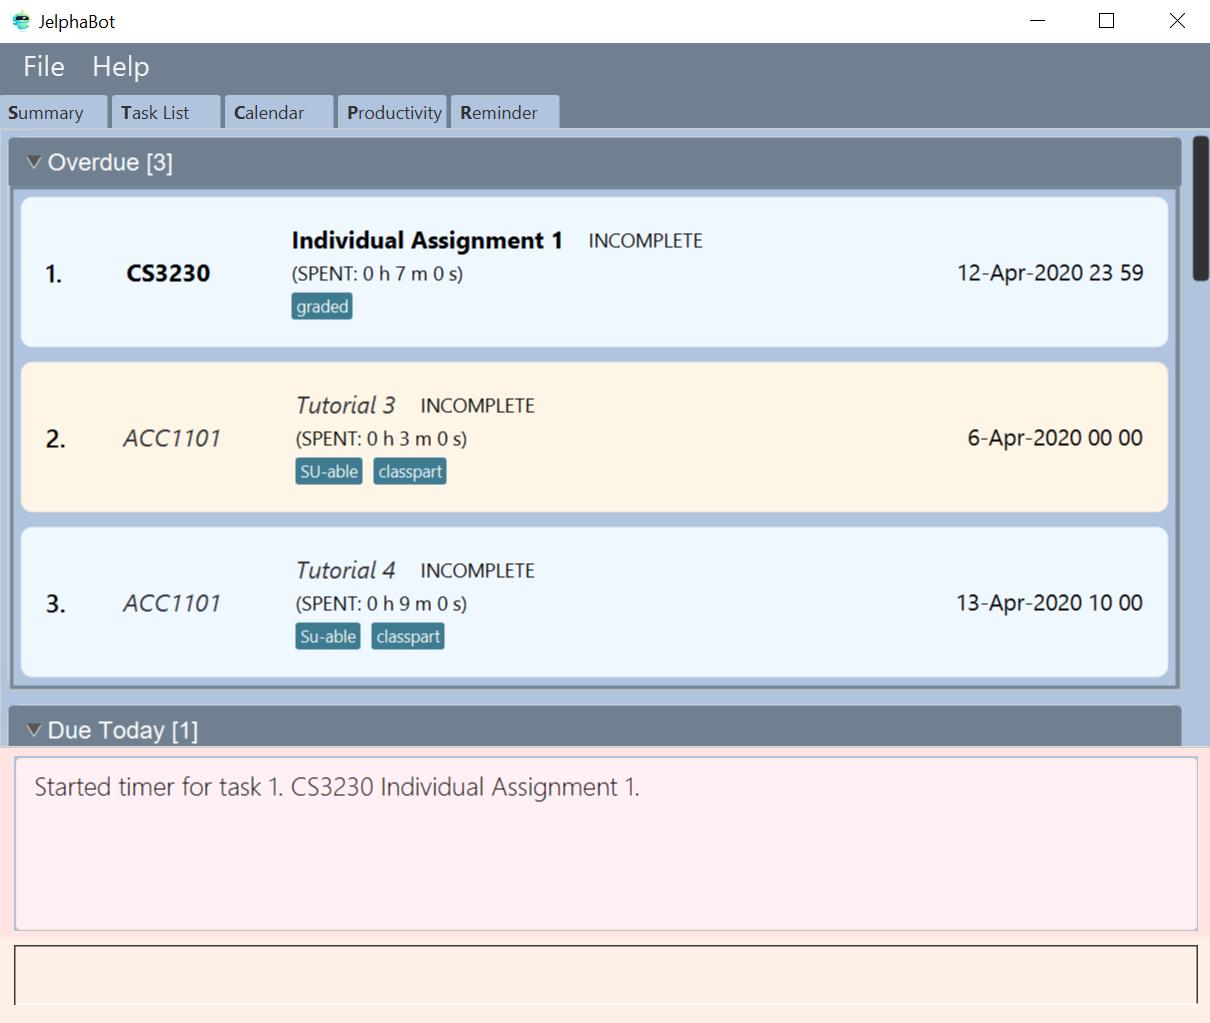 JelphaBot
File Help
Summary Task List Calendar Productivity Reminder
Overdue [3]
Individual Assignment 1 INCOMPLETE
1. CS3230 (SPENT: 0 h 7 m 0 s) 12-Apr-2020 23 59
graded
Tutorial 3 INCOMPLETE
2. ACC1101 (SPENT: 0 h 3 m 0 s) 6-Apr-2020 00 00
SU-able classpart
Tutorial 4 INCOMPLETE
3. ACC1101 (SPENT: 0 h 9 m 0 s) 13-Apr-2020 10 00
Su-able classpart
Due Today [1]
Started timer for task 1. CS3230 Individual Assignment 1.